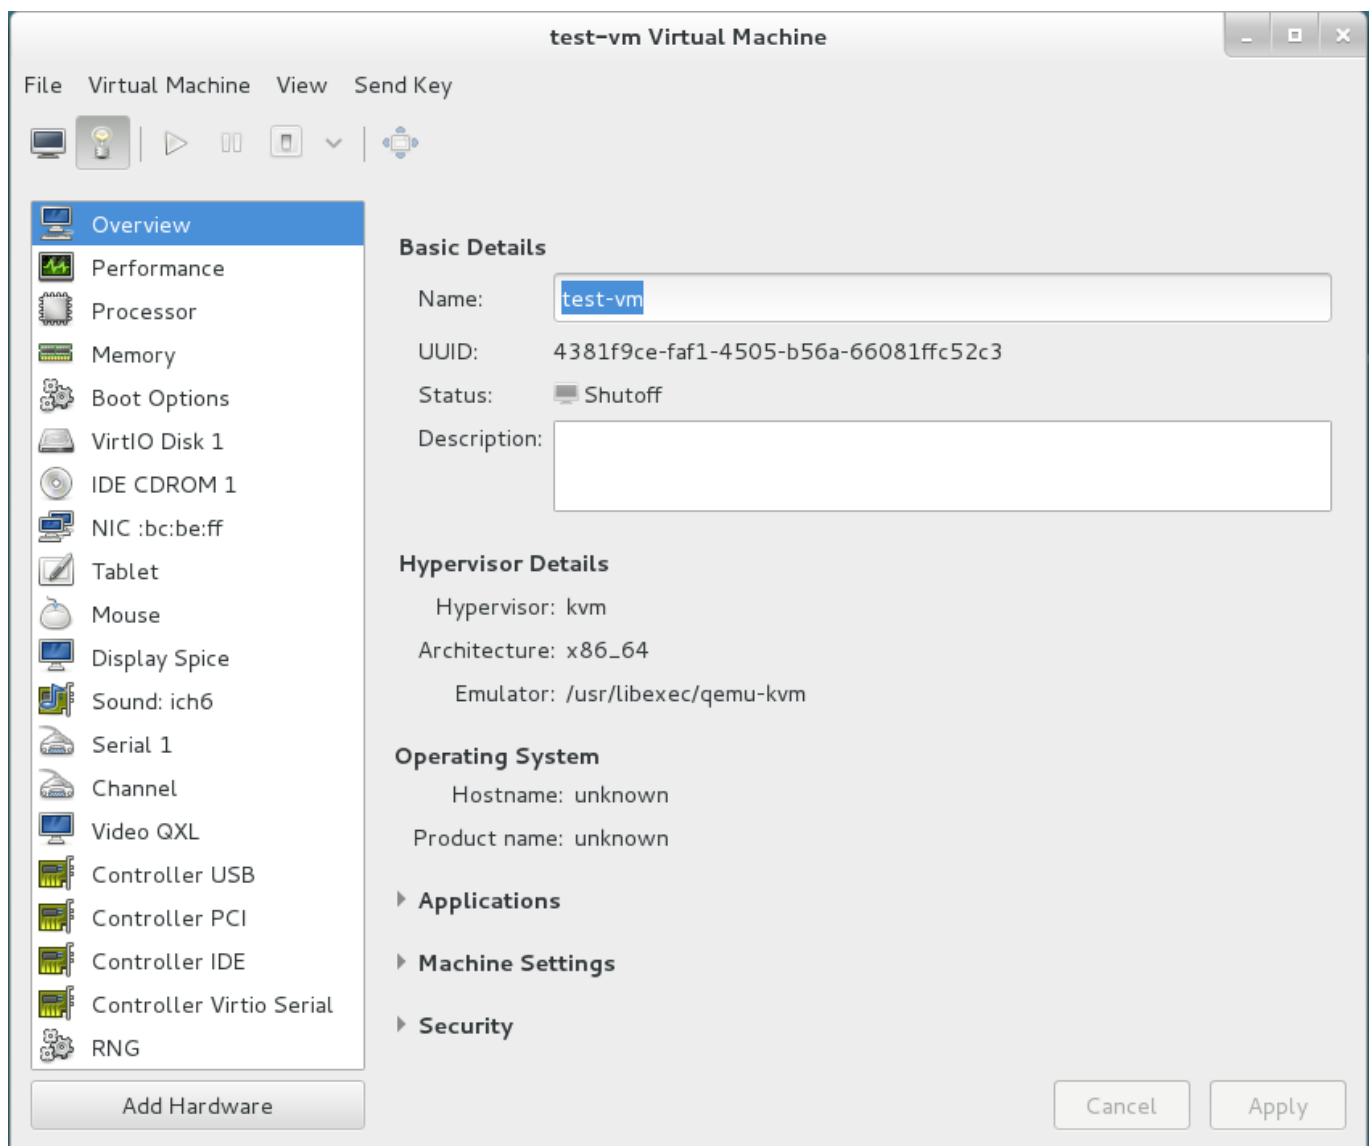 test-vm Virtual Machine
File Virtual Machine View Send Key
Overview
Performance
Processor
Memory
Boot Options
VirtIO Disk 1
IDE CDROM 1
NIC :bc:be:ff
Tablet
Mouse
Display Spice
Sound: ich6
Serial 1
Channel
Video QXL
Controller USB
Controller PCI
Controller IDE
Controller Virtio Serial
RNG
Add Hardware
Basic Details
Name: test-vm
UUID: 4381f9ce-faf1-4505-b56a-66081ffc52c3
Status: Shutoff
Description:
Hypervisor Details
Hypervisor: kvm
Architecture: x86_64
Emulator: /usr/libexec/qemu-kvm
Operating System
Hostname: unknown
Product name: unknown
Applications
Machine Settings
Security
Cancel Apply